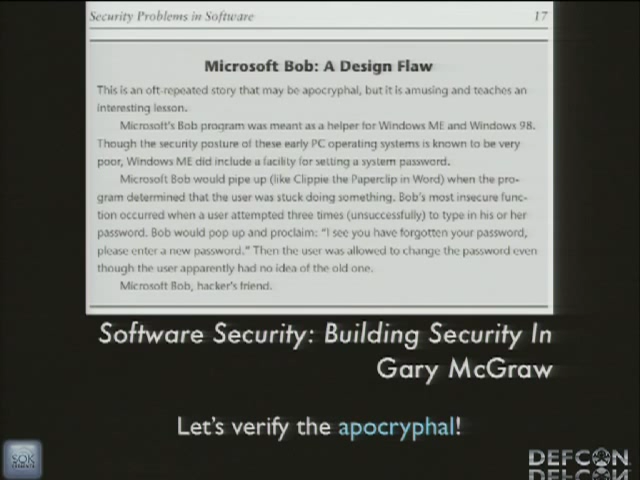 Security Problems in Software 17
Microsoft Bob: A Design Flaw
This is an oft-repeated story that may be apocryphal, but it is amusing and teaches an
interesting lesson.
Microsoft's Bob program was meant as a helper for Windows ME and Windows 98.
Though the security posture of these early PC operating systems is known to be very
poor, Windows ME did include a facility for setting a system password.
Microsoft Bob would pipe up (like Clippie the Paperclip in Word) when the pro-
gram determined that the user was stuck doing something. Bob's most insecure func-
tion occurred when a user attempted three times (unsuccessfully) to type in his or her
password. Bob would pop up and proclaim: "I see you have forgotten your password,
please enter a new password." Then the user was allowed to change the password even
though the user apparently had no idea of the old one.
Microsoft Bob, hacker's friend.
Software Security: Building Security In
Gary McGraw
Let's verify the apocryphal!
SOK
DEFCON